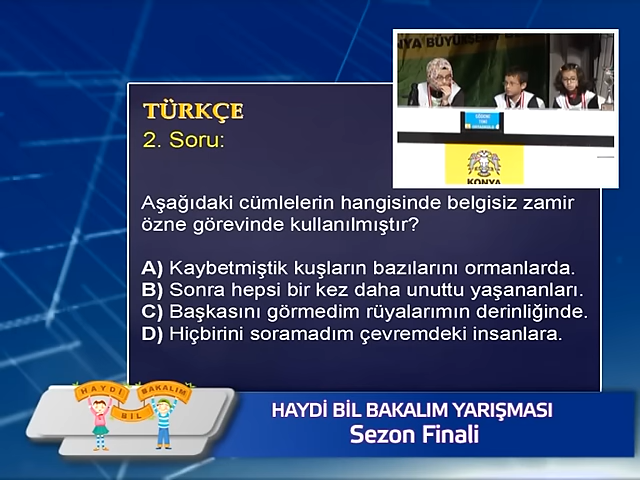 NYA BÜYÜKŞE
KONYA
TÜRKÇE
2. Soru:
Aşağıdaki cümlelerin hangisinde belgisiz zamir
özne görevinde kullanılmıştır?
A) Kaybetmiştik kuşların bazılarını ormanlarda.
B) Sonra hepsi bir kez daha unuttu yaşananları.
C) Başkasını görmedim rüyalarımın derinliğinde.
D) Hiçbirini soramadım çevremdeki insanlara.
HAYDİ
BİL
BAKALIM
HAYDİ BİL BAKALIM YARIŞMASI
Sezon Finali